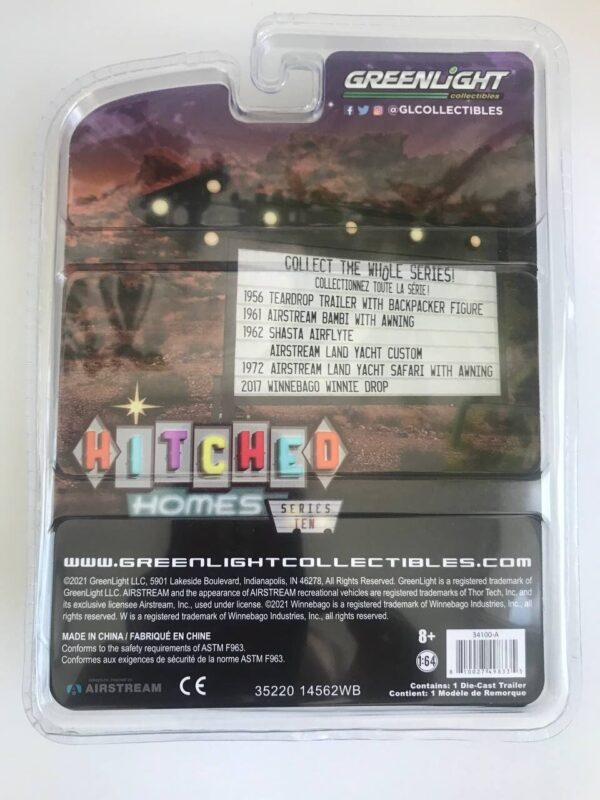 GREENLiGHT
collectibles
@GLCOLLECTIBLES
COLLECT THE WHOLE SERIES!
COLLECTIONNEZ TOUTE LA SÉRIE!
1956 TEARDROP TRAILER WITH BACKPACKER FIGURE
1961 AIRSTREAM BAMBI WITH AWNING
1962 SHASTA AIRFLYTE
AIRSTREAM LAND YACHT CUSTOM
1972 AIRSTREAM LAND YACHT SAFARI WITH AWNING
2017 WINNEBAGO WINNIE DROP
HITCHED
HOMES
SERIES
TEN
WWW.GREENLIGHTCOLLECTIBLES.COM
©2021 GreenLight LLC, 5901 Lakeside Boulevard, Indianapolis, IN 46278, All Rights Reserved. GreenLight is a registered trademark of
GreenLight LLC. AIRSTREAM and the appearance of AIRSTREAM recreational vehicles are registered trademarks of Thor Tech, Inc. and
its exclusive licensee Airstream, Inc., used under license. ©2021 Winnebago is a registered trademark of Winnebago Industries, Inc., all
rights reserved. W is a registered trademark of Winnebago Industries, Inc., all rights reserved.
MADE IN CHINA / FABRIQUÉ EN CHINE
Conforms to the safety requirements of ASTM F963.
Conformes aux exigences de sécurité de la norme ASTM F963.
8+
1:64
34100-A
8 10027 49833 5
AIRSTREAM
CE
35220 14562WB
Contains: 1 Die-Cast Trailer
Contient: 1 Modèle de Remorque